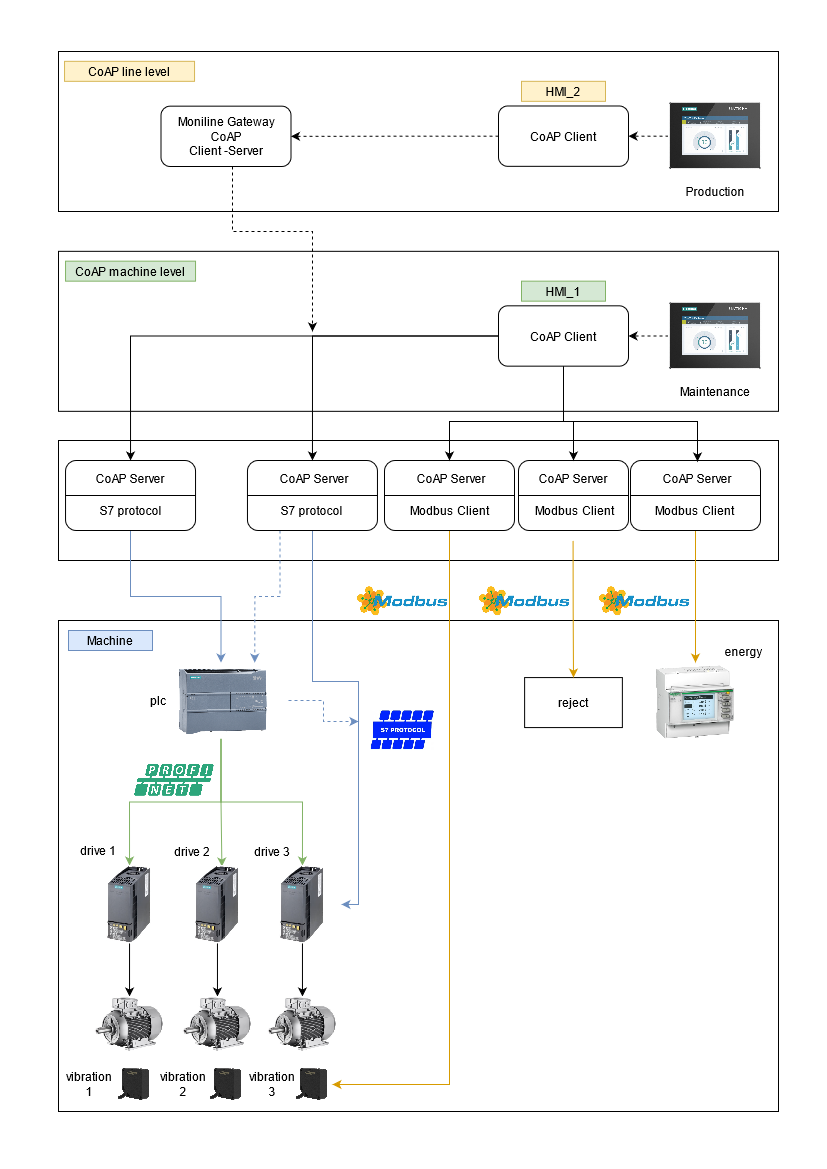 CoAP line level
HMI_2
Moniline Gateway
CoAP
Client -Server
CoAP Client
Production
CoAP machine level
HMI_1
CoAP Client
Maintenance
CoAP Server
S7 protocol
CoAP Server
S7 protocol
CoAP Server
Modbus Client
CoAP Server
Modbus Client
CoAP Server
Modbus Client
Modbus
Modbus
Modbus
Machine
energy
plc
reject
S7 PROTOCOL
PROFI
NET
drive 1
drive 2
drive 3
vibration
1
vibration
2
vibration
3